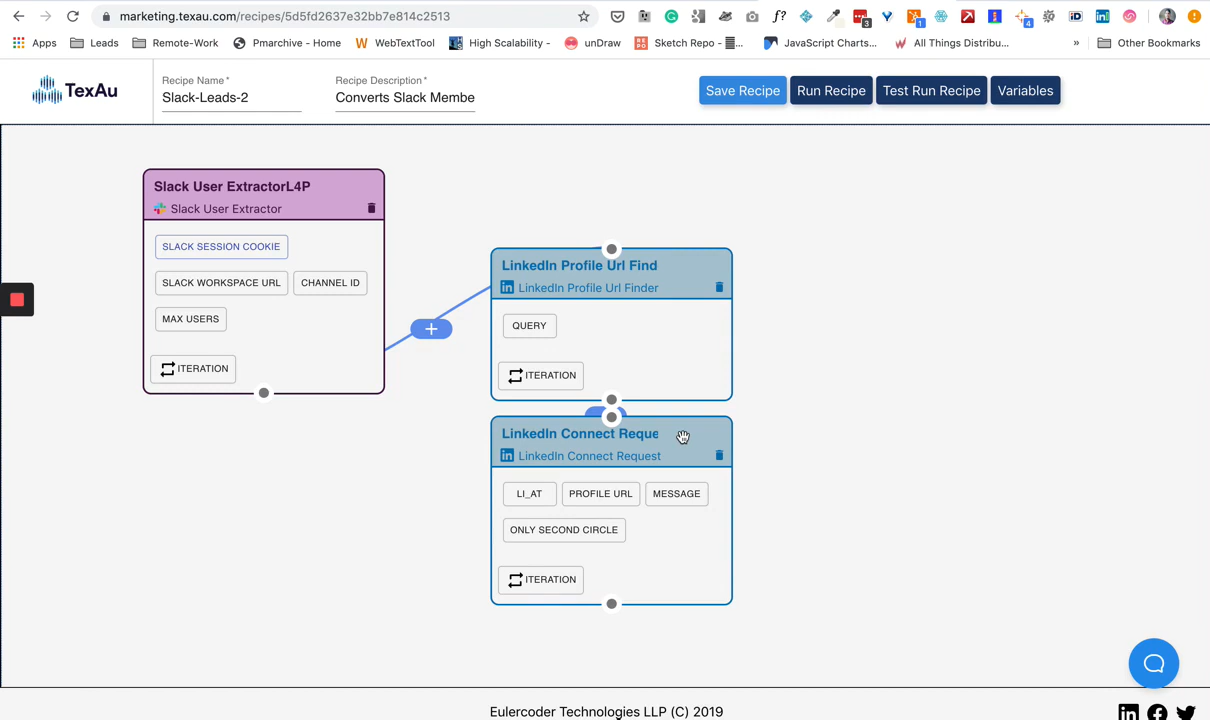 marketing.texau.com/recipes/5d5fd2637e32bb7e814c2513
Apps
Leads
Remote-Work
Pmarchive - Home
WebTextTool
High Scalability -
unDraw
Sketch Repo -
JavaScript Charts...
All Things Distribu...
»
Other Bookmarks
TexAu
Recipe Name*
Slack-Leads-2
Recipe Description*
Converts Slack Membe
Save Recipe
Run Recipe
Test Run Recipe
Variables
Slack User ExtractorL4P
Slack User Extractor
SLACK SESSION COOKIE
SLACK WORKSPACE URL
CHANNEL ID
MAX USERS
ITERATION
LinkedIn Profile Url Find
LinkedIn Profile Url Finder
QUERY
ITERATION
LinkedIn Connect Reque
LinkedIn Connect Request
LI_AT
PROFILE URL
MESSAGE
ONLY SECOND CIRCLE
ITERATION
Eulercoder Technologies LLP (C) 2019